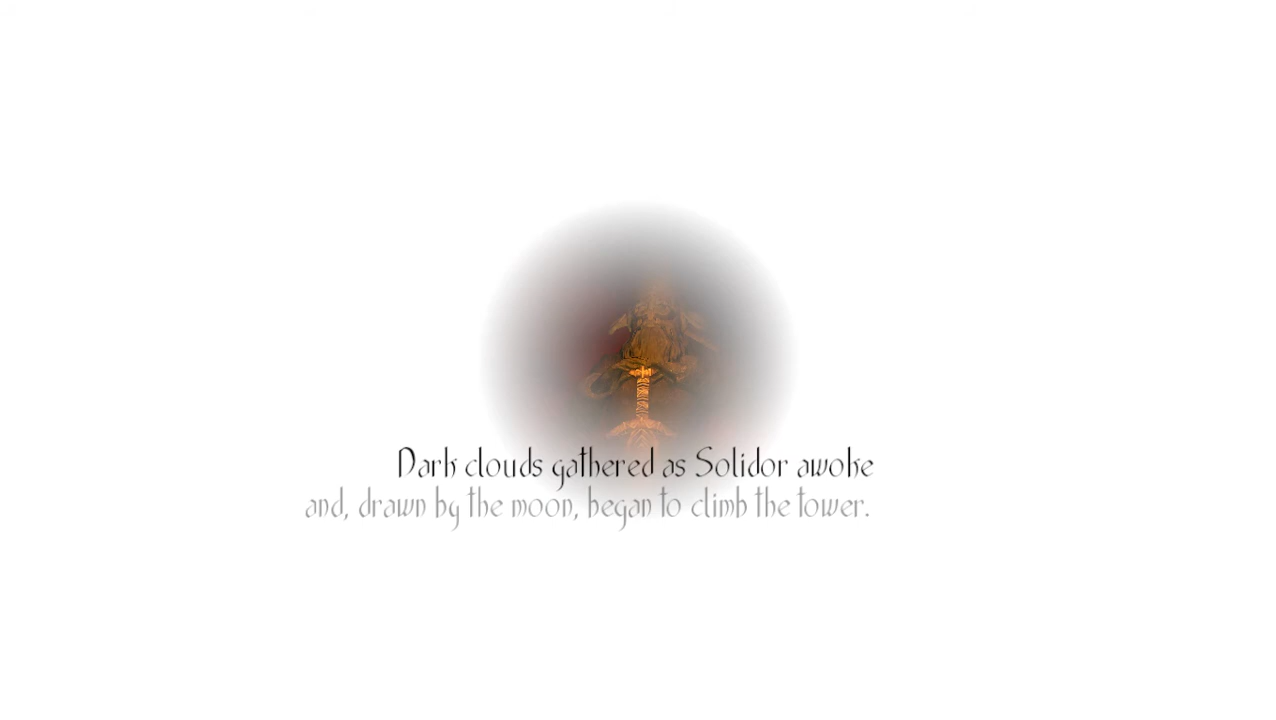 Dark clouds gathered as Solidor awoke
and, drawn by the moon, began to climb the tower.